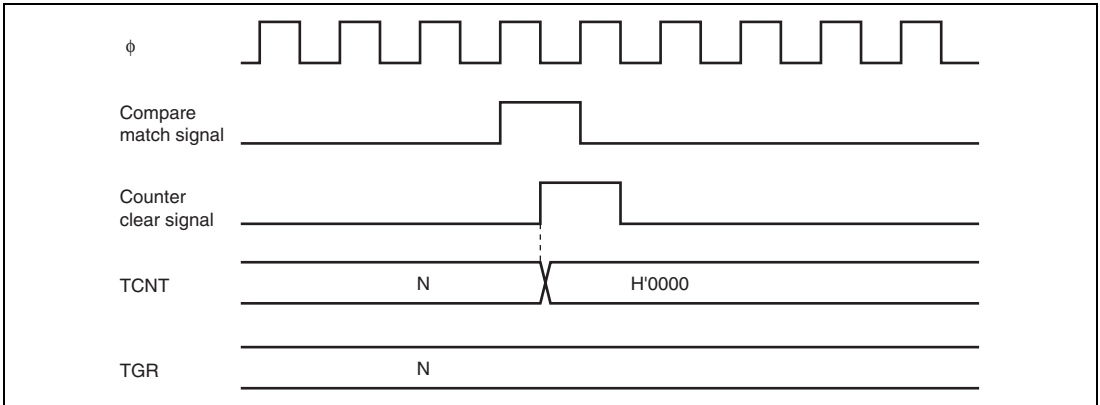 ϕ
Compare
match signal
Counter
clear signal
TCNT N H'0000
TGR N